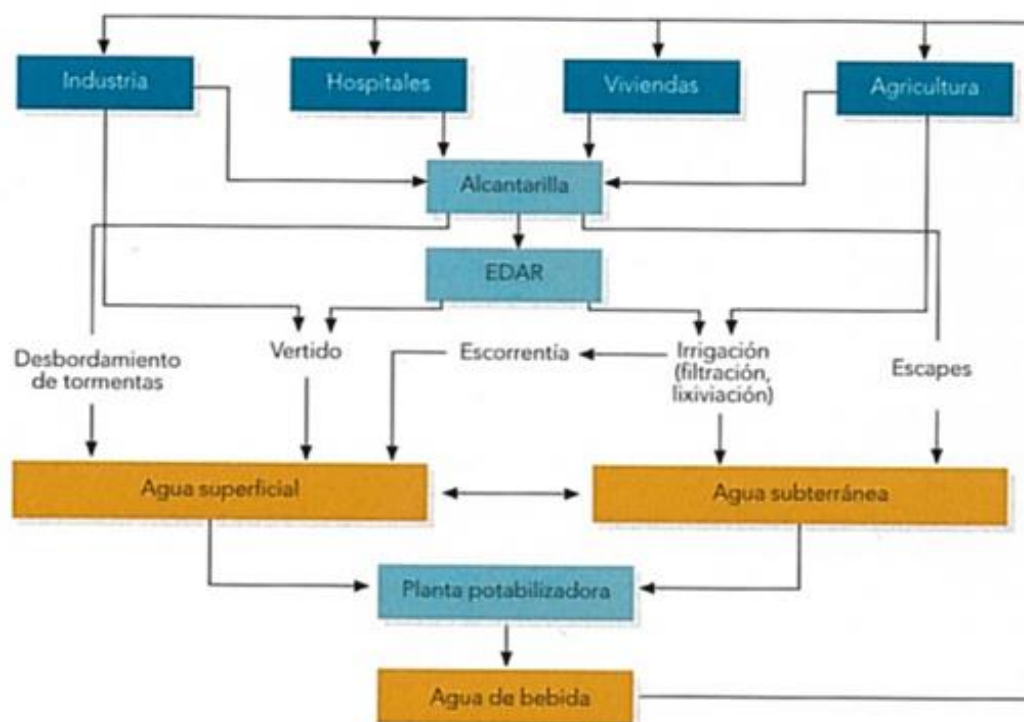 Industria
Hospitales
Viviendas
Agricultura
Alcantarilla
EDAR
Desbordamiento
de tormentas
Vertido
Escorrentía
Irrigación
(filtración,
lixiviación)
Escapes
Agua superficial
Agua subterránea
Planta potabilizadora
Agua de bebida